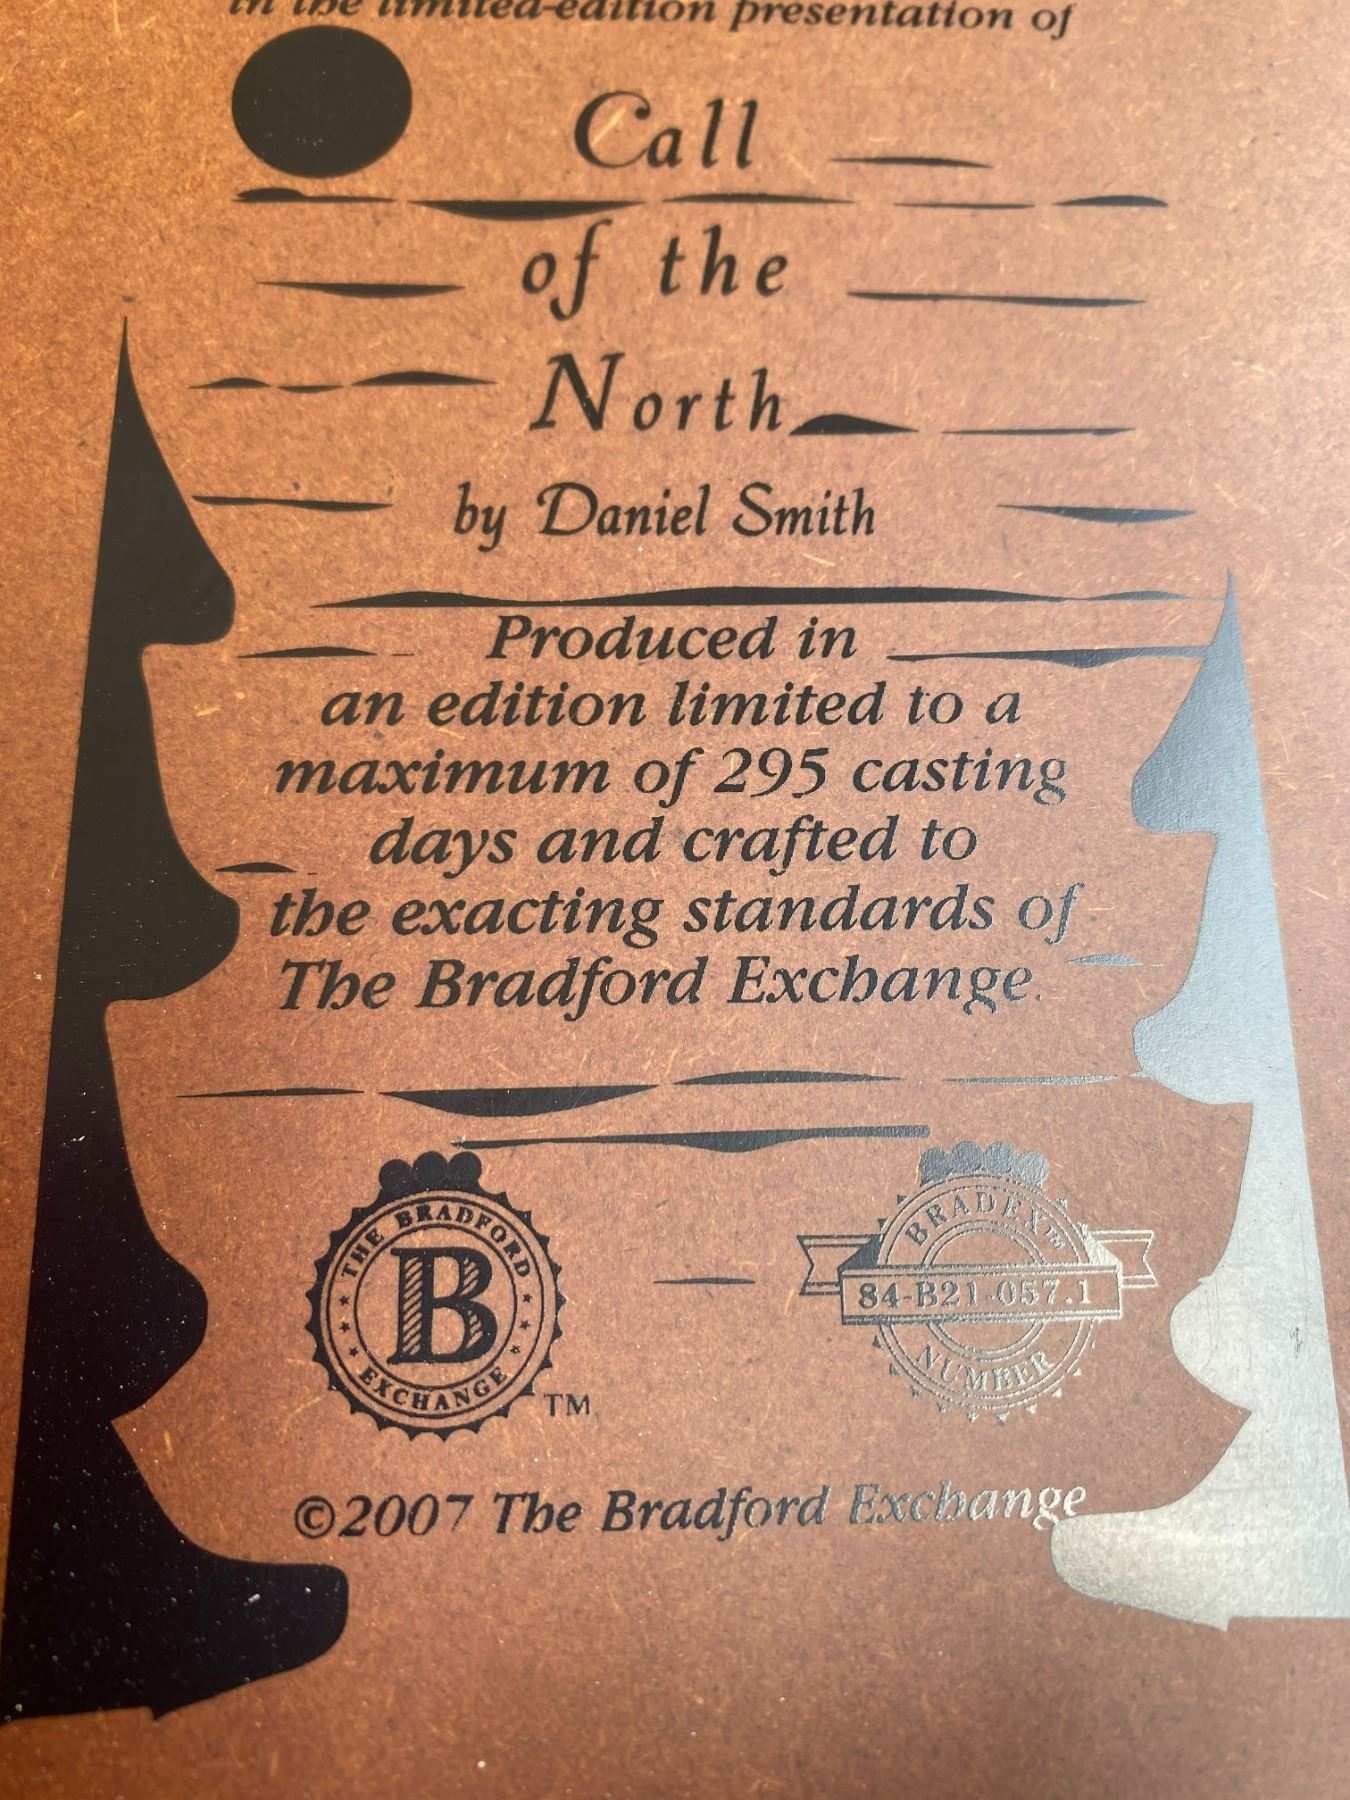 in the limited-edition presentation of
Call
of the
North
by Daniel Smith
Produced in
an edition limited to a
maximum of 295 casting
days and crafted to
the exacting standards of
The Bradford Exchange.
THE BRADFORD
B
EXCHANGE
TM
BRADEX™
84-B21-057.1
NUMBER
©2007 The Bradford Exchange